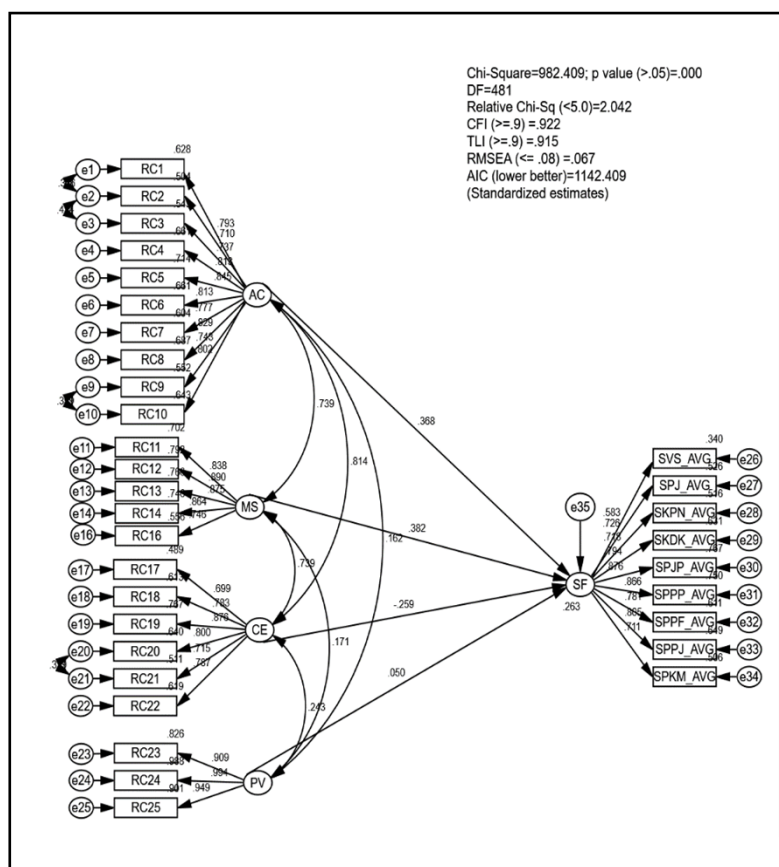 Chi-Square=982.409; p value (>.05)=.000
DF=481
Relative Chi-Sq (<5.0)=2.042
CFI (>=.9) =.922
TLI (>=.9) =.915
RMSEA (<= .08) =.067
AIC (lower better)=1142.409
(Standardized estimates)
.628
e1 RC1
e2 RC2
e3 RC3
e4 RC4
e5 RC5
e6 RC6
e7 RC7
e8 RC8
e9 RC9
e10 RC10
.793
.710
.737
.845
.813
.777
.743
.802
AC
.739
.814
.162
.368
.702
e11 RC11
e12 RC12
e13 RC13
e14 RC14
e16 RC16
.838
.890
.875
.864
.746
MS
.382
.739
.171
.489
e17 RC17
e18 RC18
e19 RC19
e20 RC20
e21 RC21
e22 RC22
.699
.783
.800
.715
.787
.619
CE
-.259
.243
.050
.826
e23 RC23
e24 RC24
e25 RC25
.909
.994
.949
.901
PV
e35
SF
.263
.340
SVS_AVG e26
SPJ_AVG e27
SKPN_AVG e28
SKDK_AVG e29
SPJP_AVG e30
SPPP_AVG e31
SPPF_AVG e32
SPPJ_AVG e33
SPKM_AVG e34
.583
.726
.794
.876
.866
.711